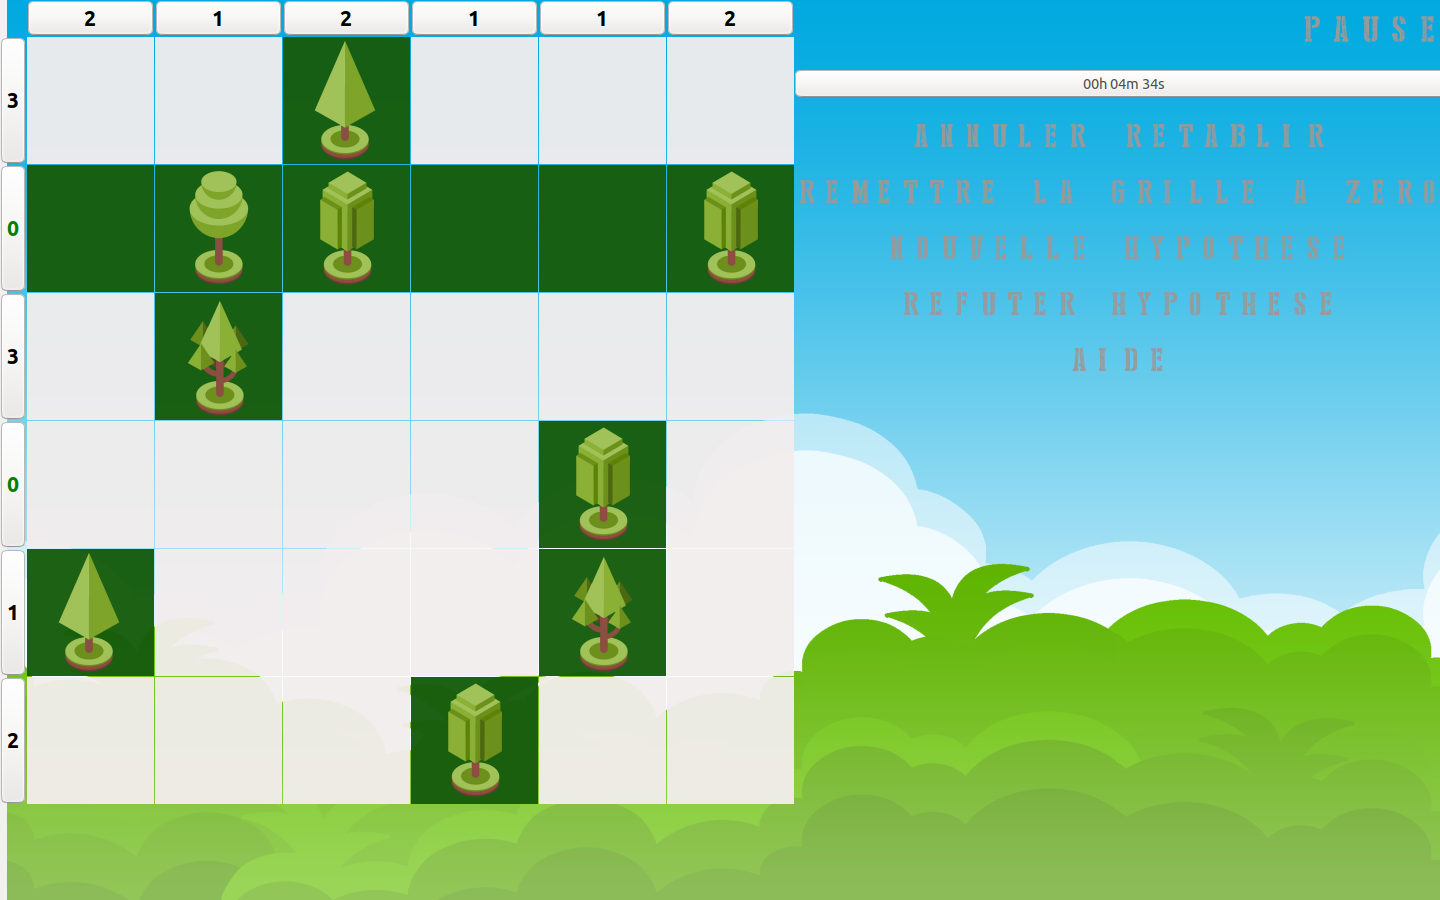 2 1 2 1 1 2
PAUSE
3
00h 04m 34s
ANNULER RETABLIR
REMETTRE LA GRILLE A ZERO
0
NOUVELLE HYPOTHESE
REFUTER HYPOTHESE
3
AIDE
0
1
2